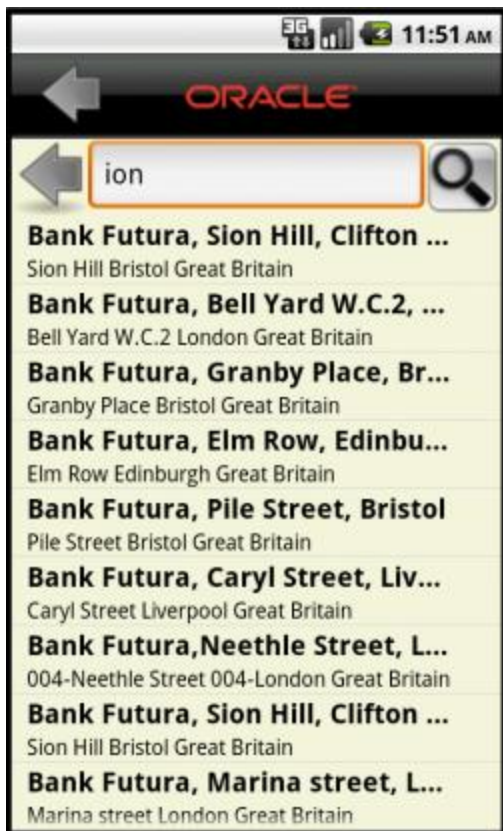 3G 11:51 AM
ORACLE
ion
Bank Futura, Sion Hill, Clifton ...
Sion Hill Bristol Great Britain
Bank Futura, Bell Yard W.C.2, ...
Bell Yard W.C.2 London Great Britain
Bank Futura, Granby Place, Br...
Granby Place Bristol Great Britain
Bank Futura, Elm Row, Edinbu...
Elm Row Edinburgh Great Britain
Bank Futura, Pile Street, Bristol
Pile Street Bristol Great Britain
Bank Futura, Caryl Street, Liv...
Caryl Street Liverpool Great Britain
Bank Futura,Neethle Street, L...
004-Neethle Street 004-London Great Britain
Bank Futura, Sion Hill, Clifton ...
Sion Hill Bristol Great Britain
Bank Futura, Marina street, L...
Marina street London Great Britain